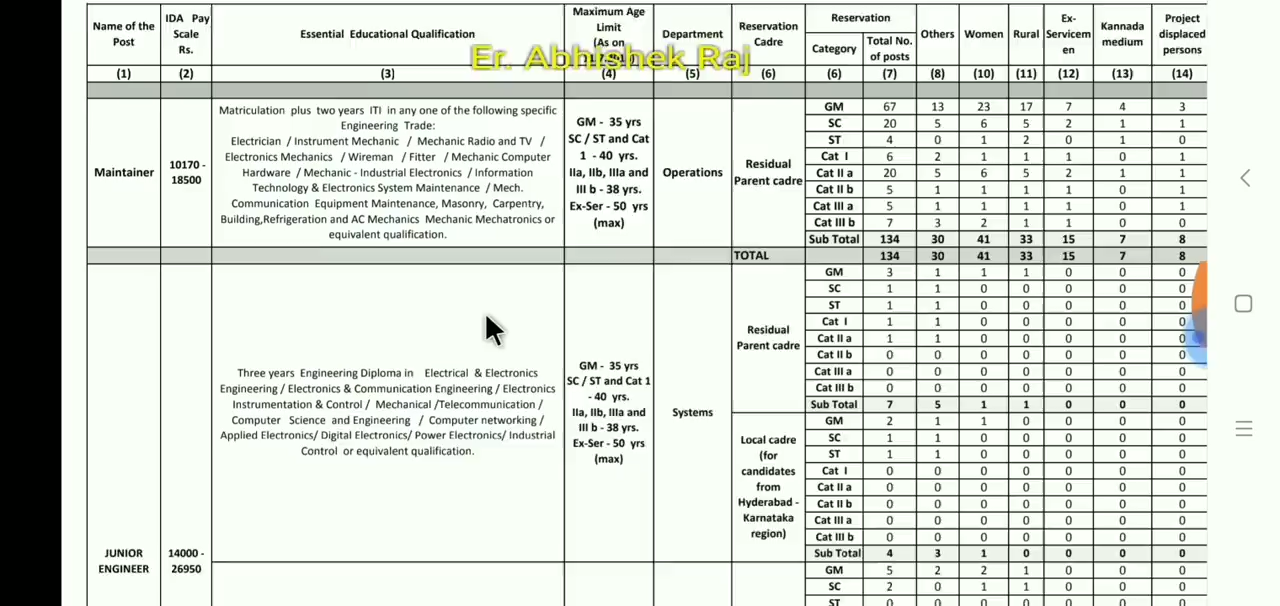 Name of the Post | IDA Pay Scale Rs. | Essential Educational Qualification | Maximum Age Limit (As on | Department | Reservation Cadre | Reservation | Others | Women | Rural | Ex-Servicemen | Kannada medium | Project displaced persons
Category | Total No. of posts
Er. Abhishek Raj
(1) | (2) | (3) | (4) | (5) | (6) | (6) | (7) | (8) | (10) | (11) | (12) | (13) | (14)
Maintainer
10170 -
18500
Matriculation plus two years ITI in any one of the following specific
Engineering Trade:
Electrician / Instrument Mechanic / Mechanic Radio and TV /
Electronics Mechanics / Wireman / Fitter / Mechanic Computer
Hardware / Mechanic - Industrial Electronics / Information
Technology & Electronics System Maintenance / Mech.
Communication Equipment Maintenance, Masonry, Carpentry,
Building,Refrigeration and AC Mechanics Mechanic Mechatronics or
equivalent qualification.
GM - 35 yrs
SC / ST and Cat
1 - 40 yrs.
IIa, IIb, IIIa and
III b - 38 yrs.
Ex-Ser - 50 yrs
(max)
Operations
Residual
Parent cadre
GM | 67 | 13 | 23 | 17 | 7 | 4 | 3
SC | 20 | 5 | 6 | 5 | 2 | 1 | 1
ST | 4 | 0 | 1 | 2 | 0 | 1 | 0
Cat I | 6 | 2 | 1 | 1 | 1 | 0 | 1
Cat II a | 20 | 5 | 6 | 5 | 2 | 1 | 1
Cat II b | 5 | 1 | 1 | 1 | 1 | 0 | 1
Cat III a | 5 | 1 | 1 | 1 | 1 | 0 | 1
Cat III b | 7 | 3 | 2 | 1 | 1 | 0 | 0
Sub Total | 134 | 30 | 41 | 33 | 15 | 7 | 8
TOTAL | 134 | 30 | 41 | 33 | 15 | 7 | 8
JUNIOR
ENGINEER
14000 -
26950
Three years Engineering Diploma in Electrical & Electronics
Engineering / Electronics & Communication Engineering / Electronics
Instrumentation & Control / Mechanical /Telecommunication /
Computer Science and Engineering / Computer networking /
Applied Electronics/ Digital Electronics/ Power Electronics/ Industrial
Control or equivalent qualification.
GM - 35 yrs
SC / ST and Cat 1
- 40 yrs.
IIa, IIb, IIIa and
III b - 38 yrs.
Ex-Ser - 50 yrs
(max)
Systems
Residual
Parent cadre
GM | 3 | 1 | 1 | 1 | 0 | 0 | 0
SC | 1 | 1 | 0 | 0 | 0 | 0 | 0
ST | 1 | 1 | 0 | 0 | 0 | 0 | 0
Cat I | 1 | 1 | 0 | 0 | 0 | 0 | 0
Cat II a | 1 | 1 | 0 | 0 | 0 | 0 | 0
Cat II b | 0 | 0 | 0 | 0 | 0 | 0 | 0
Cat III a | 0 | 0 | 0 | 0 | 0 | 0 | 0
Cat III b | 0 | 0 | 0 | 0 | 0 | 0 | 0
Sub Total | 7 | 5 | 1 | 1 | 0 | 0 | 0
Local cadre
(for
candidates
from
Hyderabad -
Karnataka
region)
GM | 2 | 1 | 1 | 0 | 0 | 0 | 0
SC | 1 | 1 | 0 | 0 | 0 | 0 | 0
ST | 1 | 1 | 0 | 0 | 0 | 0 | 0
Cat I | 0 | 0 | 0 | 0 | 0 | 0 | 0
Cat II a | 0 | 0 | 0 | 0 | 0 | 0 | 0
Cat II b | 0 | 0 | 0 | 0 | 0 | 0 | 0
Cat III a | 0 | 0 | 0 | 0 | 0 | 0 | 0
Cat III b | 0 | 0 | 0 | 0 | 0 | 0 | 0
Sub Total | 4 | 3 | 1 | 0 | 0 | 0 | 0
GM | 5 | 2 | 2 | 1 | 0 | 0 | 0
SC | 2 | 0 | 1 | 1 | 0 | 0 | 0
ST | 0 | 0 | 0 | 0 | 0 | 0 | 0